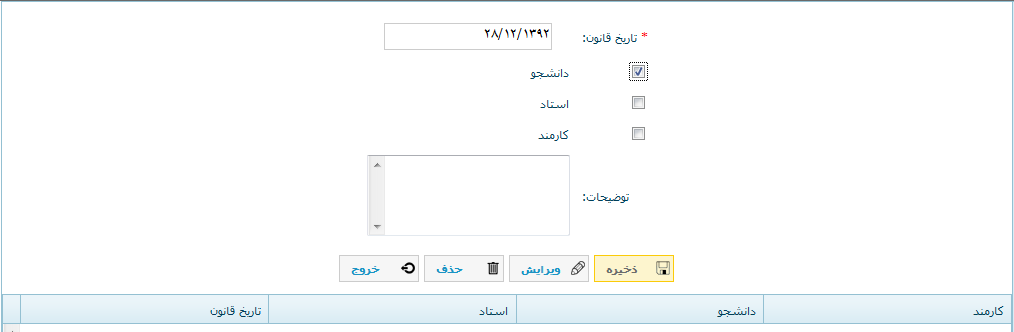 * تاریخ قانون: ۲۸/۱۲/۱۳۹۲
دانشجو
استاد
کارمند
توضیحات:
ذخیره ویرایش حذف خروج
کارمند دانشجو استاد تاریخ قانون